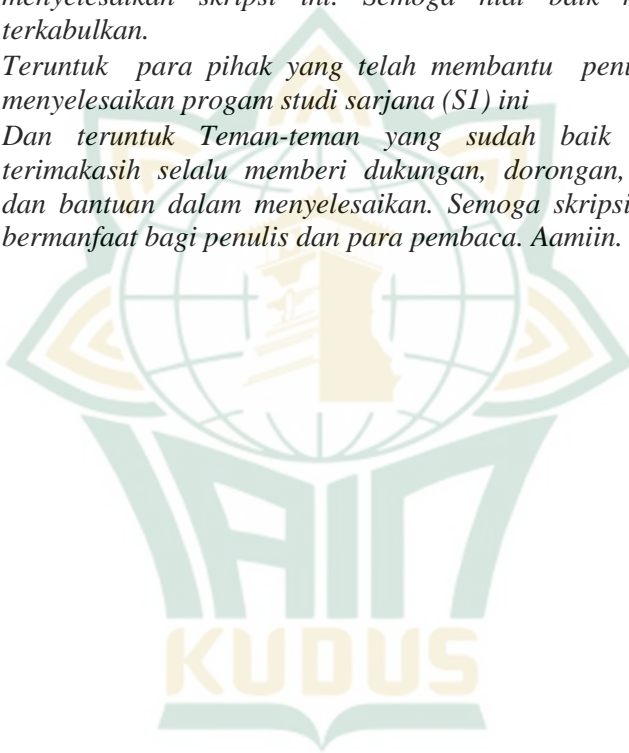 menyelesaikan skripsi ini. Semoga niat baik
terkabulkan.
Teruntuk para pihak yang telah membantu
menyelesaikan progam studi sarjana (S1) ini
Dan teruntuk Teman-teman yang sudah baik
terimakasih selalu memberi dukungan, dorongan,
dan bantuan dalam menyelesaikan. Semoga skripsi
bermanfaat bagi penulis dan para pembaca. Aamiin.
IAIN
KUDUS